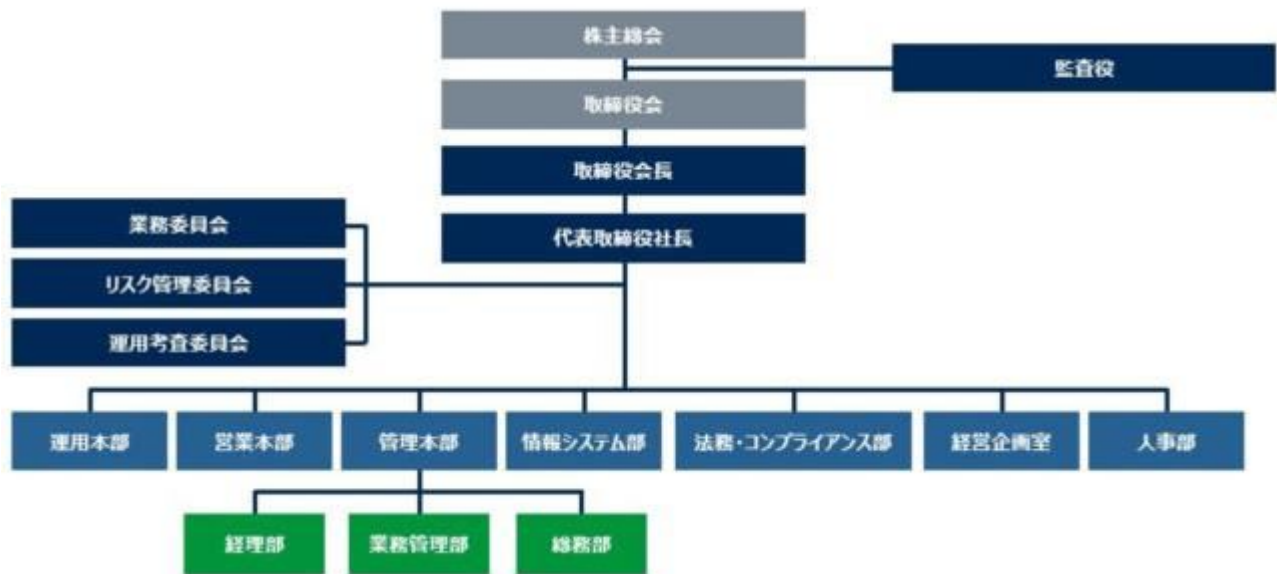 株主総会
監査役
取締役会
取締役会長
代表取締役社長
業務委員会
リスク管理委員会
運用考査委員会
運用本部
営業本部
管理本部
情報システム部
法務・コンプライアンス部
経営企画室
人事部
経理部
業務管理部
総務部